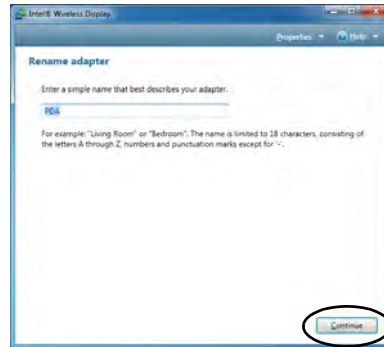 Intel® Wireless Display
Properties
Help
Rename adapter
Enter a simple name that best describes your adapter.
PDA
For example: "Living Room" or "Bedroom". The name is limited to 18 characters, consisting of
the letters A through Z, numbers and punctuation marks except for '-'.
Continue